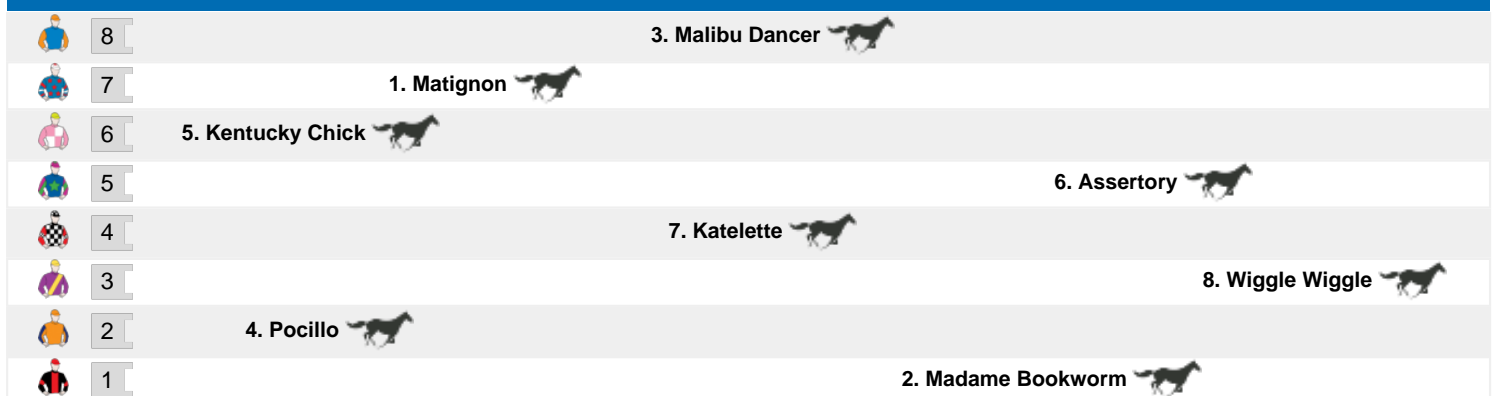 8 3. Malibu Dancer
7 1. Matignon
6 5. Kentucky Chick
5 6. Assertory
4 7. Katelette
3 8. Wiggle Wiggle
2 4. Pocillo
1 2. Madame Bookworm